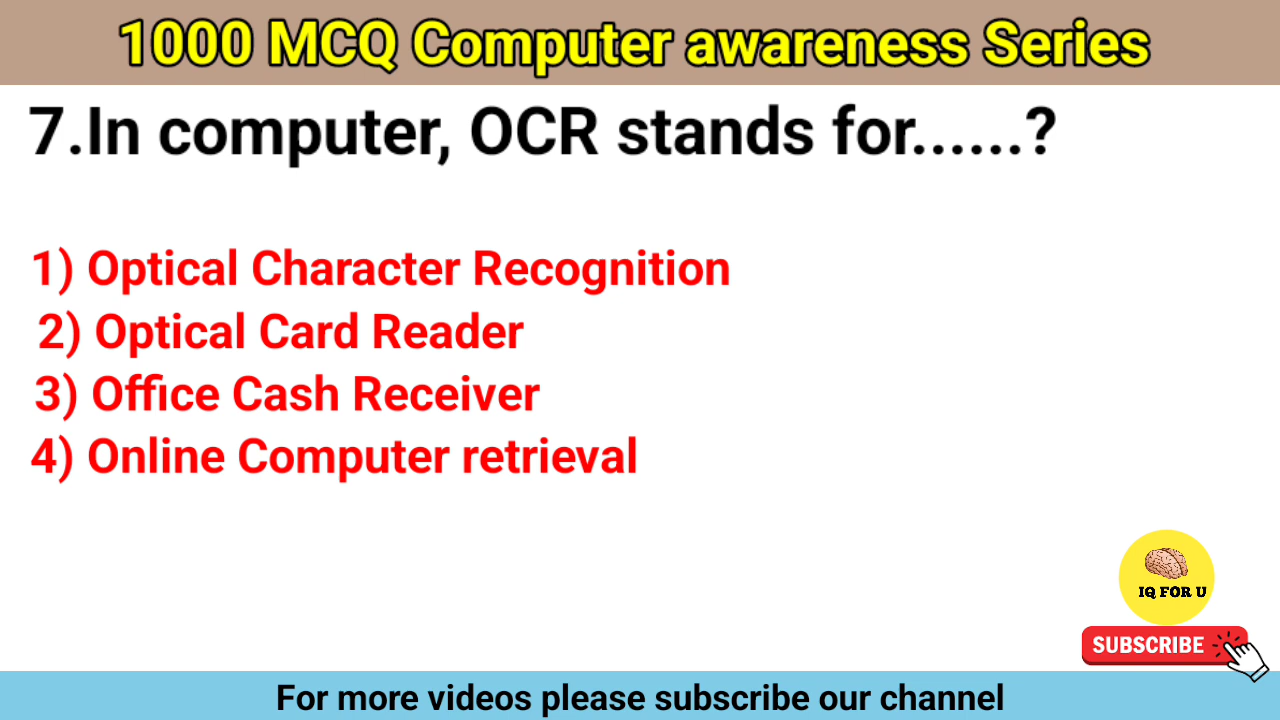 1000 MCQ Computer awareness Series
7.In computer, OCR stands for......?
1) Optical Character Recognition
2) Optical Card Reader
3) Office Cash Receiver
4) Online Computer retrieval
IQ FOR U
SUBSCRIBE
For more videos please subscribe our channel